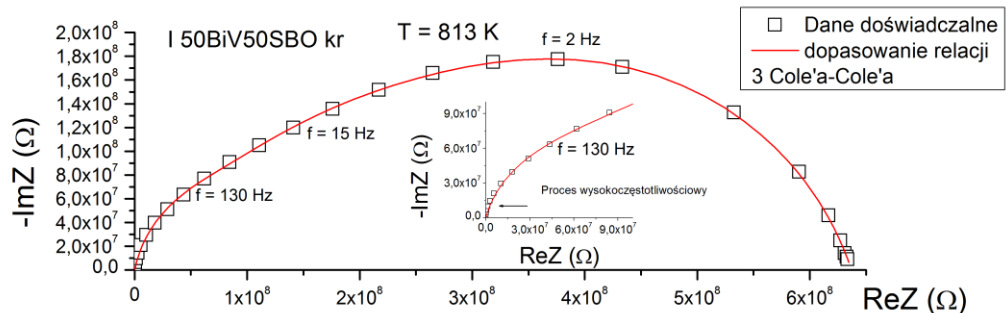 I 50BiV50SBO kr
T = 813 K
Dane doświadczalne
dopasowanie relacji
3 Cole'a-Cole'a
-ImZ (Ω)
2,0x10⁸
1,8x10⁸
1,6x10⁸
1,4x10⁸
1,2x10⁸
1,0x10⁸
8,0x10⁷
6,0x10⁷
4,0x10⁷
2,0x10⁷
0,0
f = 2 Hz
f = 15 Hz
f = 130 Hz
-ImZ (Ω)
9,0x10⁷
6,0x10⁷
3,0x10⁷
0,0
f = 130 Hz
Proces wysokoczęstotliwościowy
0,0 3,0x10⁷ 6,0x10⁷ 9,0x10⁷
ReZ (Ω)
0 1x10⁸ 2x10⁸ 3x10⁸ 4x10⁸ 5x10⁸ 6x10⁸
ReZ (Ω)